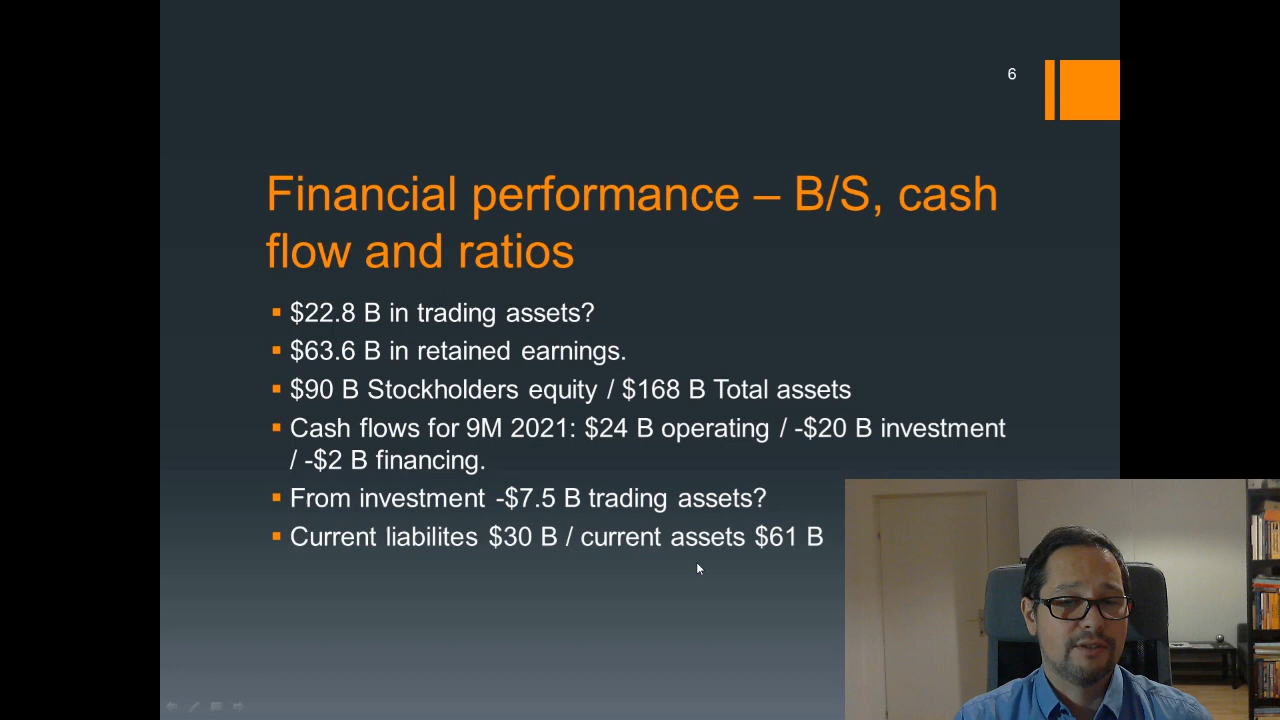 6
Financial performance – B/S, cash
flow and ratios
$22.8 B in trading assets?
$63.6 B in retained earnings.
$90 B Stockholders equity / $168 B Total assets
Cash flows for 9M 2021: $24 B operating / -$20 B investment
/ -$2 B financing.
From investment -$7.5 B trading assets?
Current liabilites $30 B / current assets $61 B